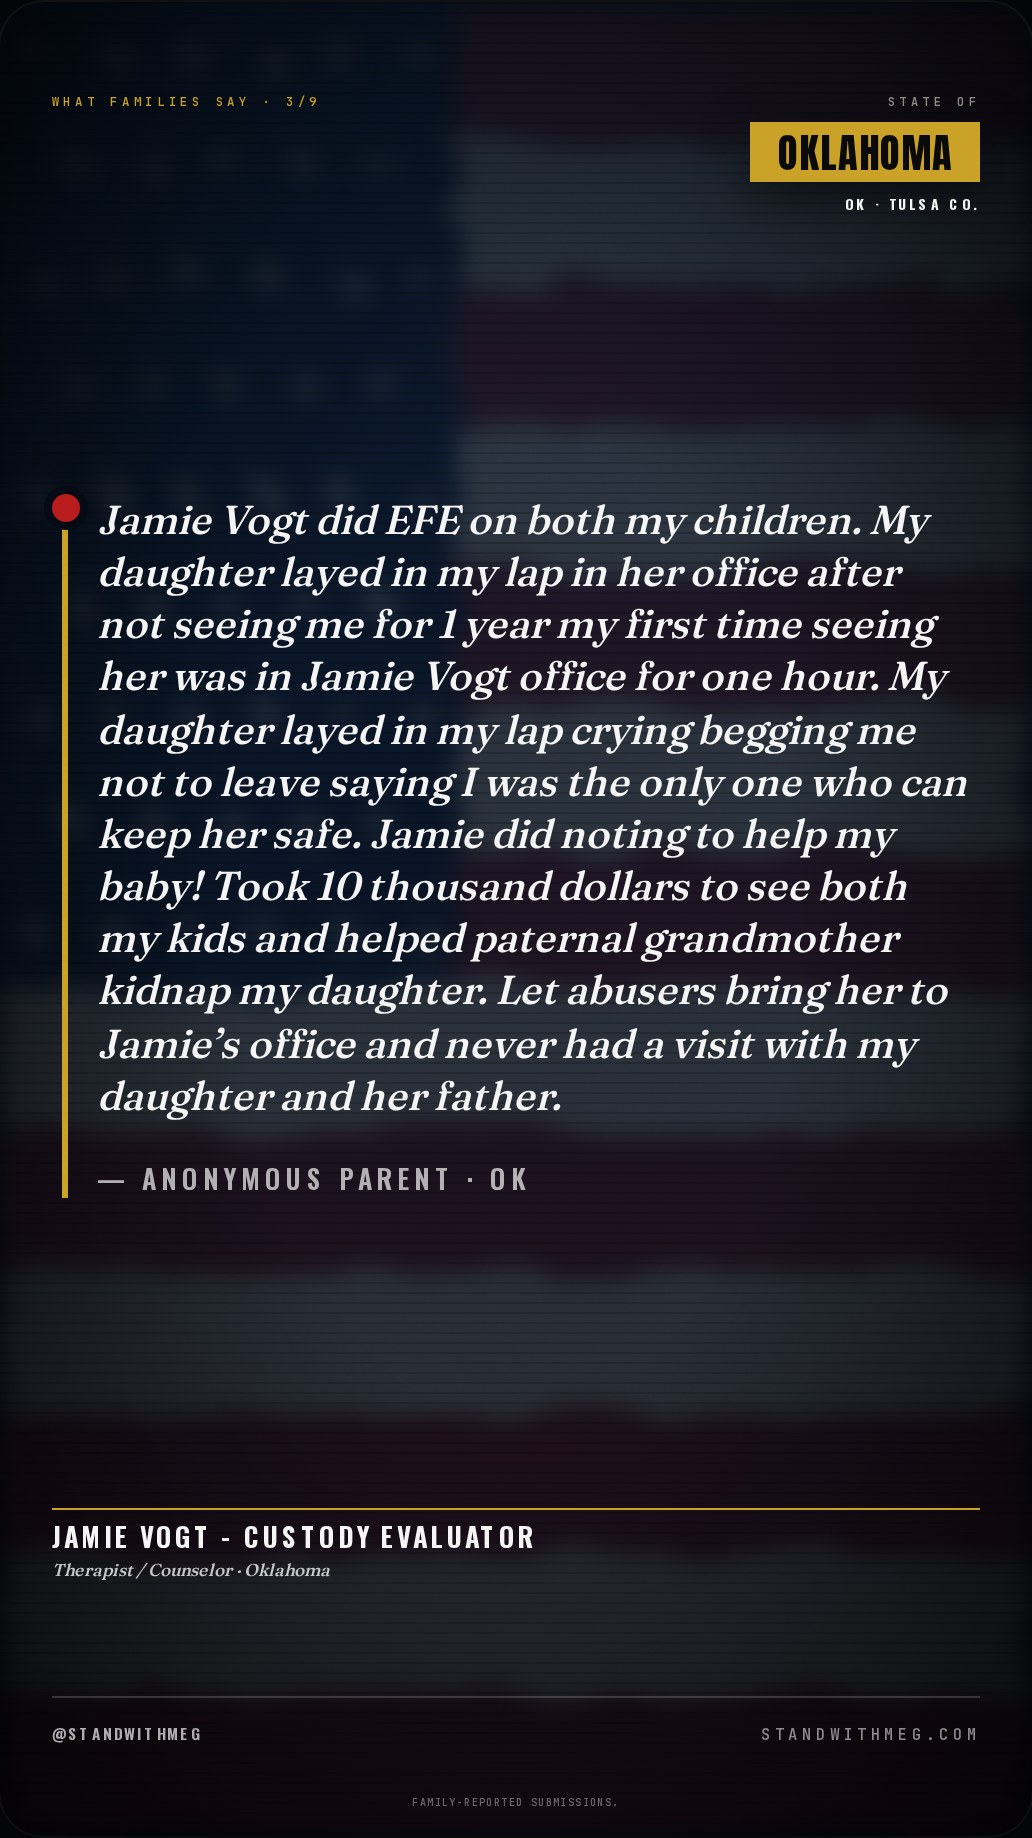 WHAT FAMILIES SAY · 3/9
STATE OF
OKLAHOMA
OK · TULSA CO.
Jamie Vogt did EFE on both my children. My
daughter layed in my lap in her office after
not seeing me for 1 year my first time seeing
her was in Jamie Vogt office for one hour. My
daughter layed in my lap crying begging me
not to leave saying I was the only one who can
keep her safe. Jamie did noting to help my
baby! Took 10 thousand dollars to see both
my kids and helped paternal grandmother
kidnap my daughter. Let abusers bring her to
Jamie’s office and never had a visit with my
daughter and her father.
— ANONYMOUS PARENT · OK
JAMIE VOGT - CUSTODY EVALUATOR
Therapist / Counselor · Oklahoma
@STANDWITHMEG
STANDWITHMEG.COM
FAMILY-REPORTED SUBMISSIONS.